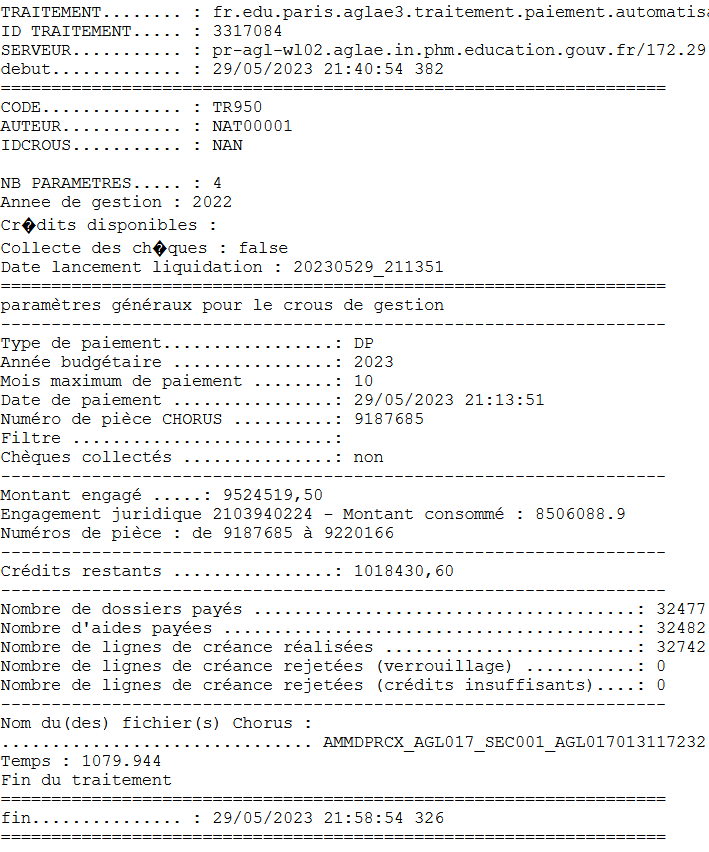 TRAITEMENT........ : fr.edu.paris.aglae3.traitement.paiement.automatis
ID TRAITEMENT..... : 3317084
SERVEUR........... : pr-agl-wl02.aglae.in.phm.education.gouv.fr/172.29
debut............. : 29/05/2023 21:40:54 382
==================================================================
CODE.............. : TR950
AUTEUR............ : NAT00001
IDCROUS........... : NAN
NB PARAMETRES..... : 4
Annee de gestion : 2022
Cr�dits disponibles :
Collecte des ch�ques : false
Date lancement liquidation : 20230529_211351
==================================================================
paramètres généraux pour le crous de gestion
------------------------------------------------------------------
Type de paiement.................: DP
Année budgétaire ................: 2023
Mois maximum de paiement ........: 10
Date de paiement ................: 29/05/2023 21:13:51
Numéro de pièce CHORUS ..........: 9187685
Filtre ..........................:
Chèques collectés ...............: non
------------------------------------------------------------------
Montant engagé .....: 9524519,50
Engagement juridique 2103940224 - Montant consommé : 8506088.9
Numéros de pièce : de 9187685 à 9220166
------------------------------------------------------------------
Crédits restants ................: 1018430,60
------------------------------------------------------------------
Nombre de dossiers payés ......................................: 32477
Nombre d'aides payées .........................................: 32482
Nombre de lignes de créance réalisées .........................: 32742
Nombre de lignes de créance rejetées (verrouillage) ...........: 0
Nombre de lignes de créance rejetées (crédits insuffisants)....: 0
------------------------------------------------------------------
Nom du(des) fichier(s) Chorus :
............................... AMMDPRCX_AGL017_SEC001_AGL017013117232
Temps : 1079.944
Fin du traitement
==================================================================
fin............... : 29/05/2023 21:58:54 326
==================================================================